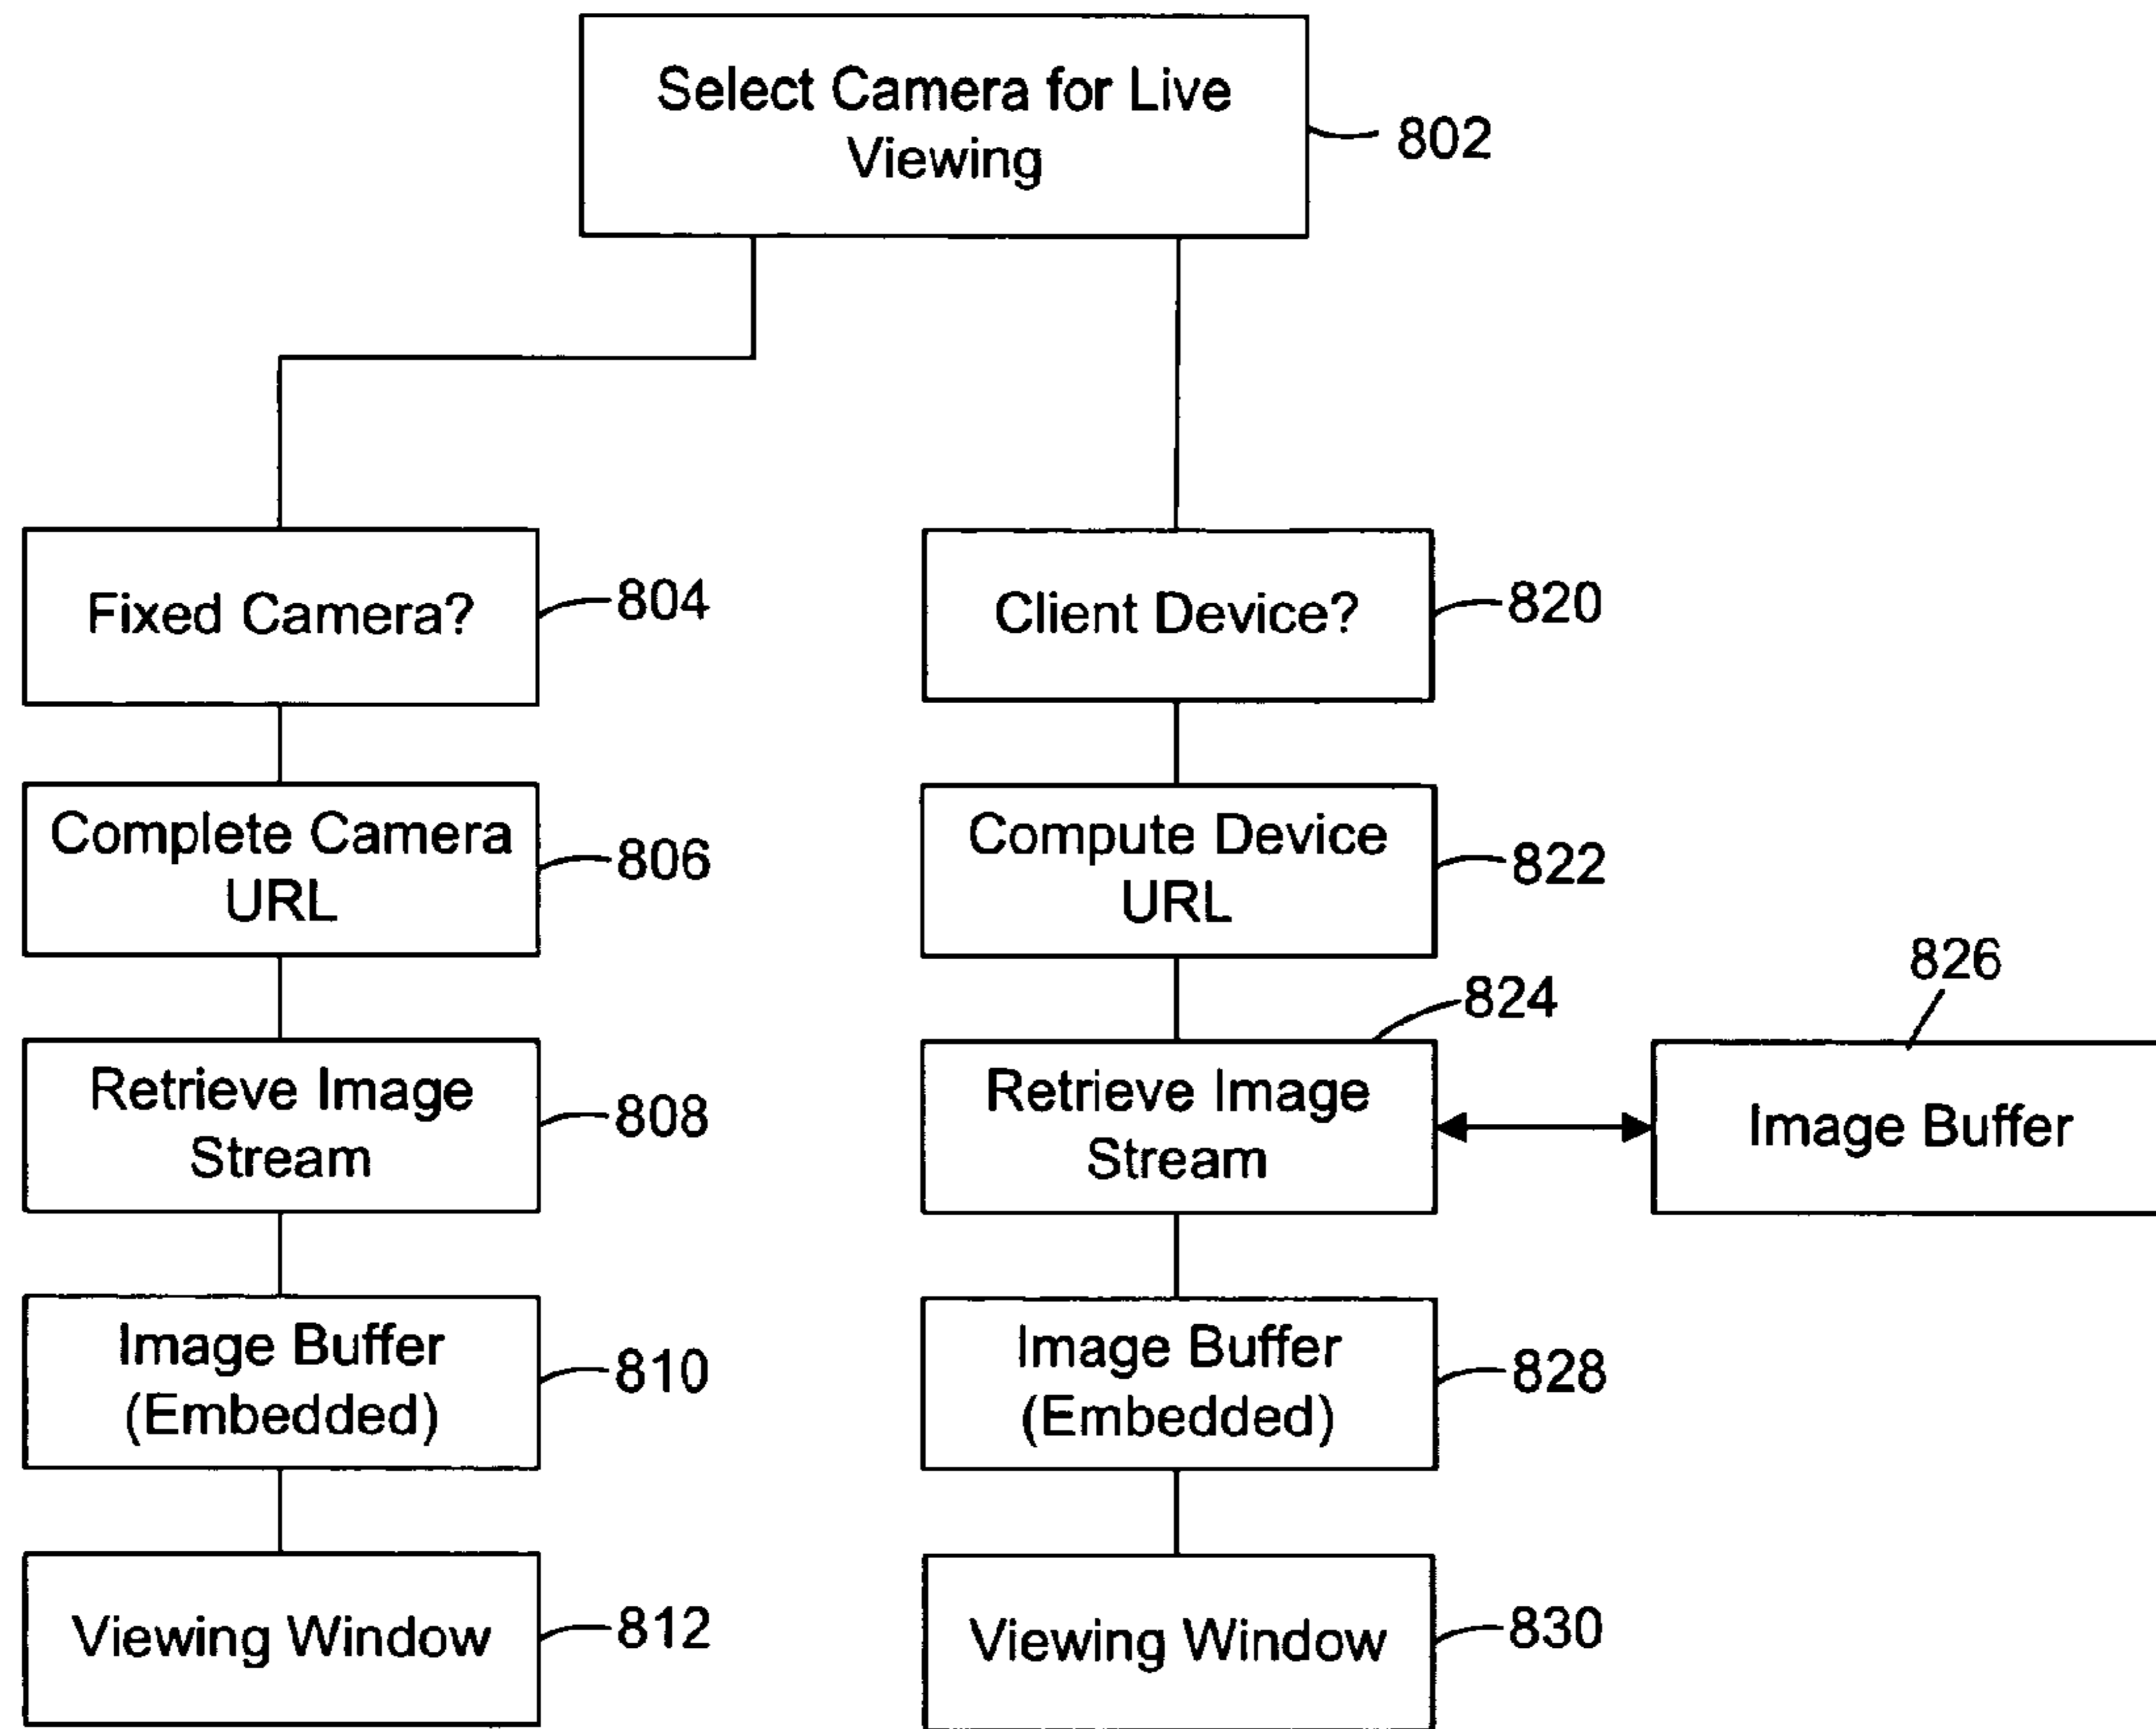 Select Camera for Live
Viewing
802
Fixed Camera?
804
Client Device?
820
Complete Camera
URL
806
Compute Device
URL
822
826
824
Retrieve Image
Stream
808
Retrieve Image
Stream
Image Buffer
Image Buffer
(Embedded)
810
Image Buffer
(Embedded)
828
Viewing Window
812
Viewing Window
830